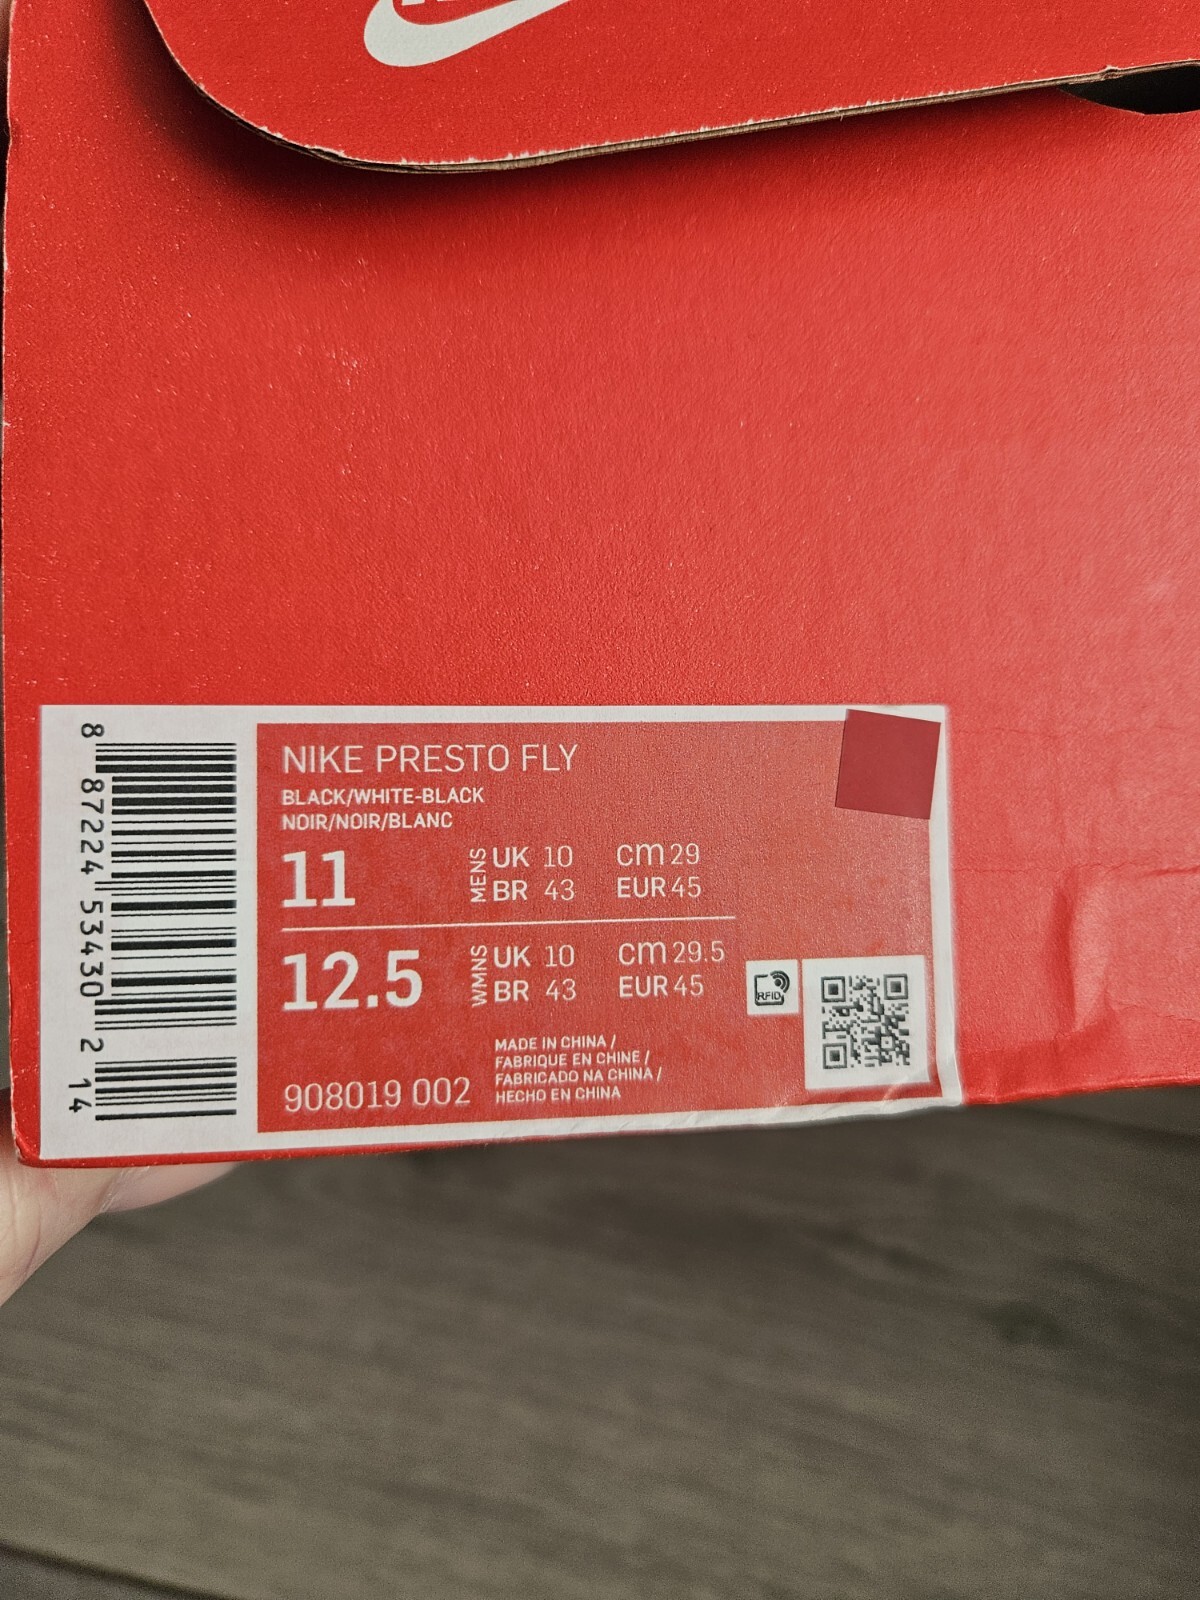 NIKE PRESTO FLY
BLACK/WHITE-BLACK
NOIR/NOIR/BLANC
11 MENS UK 10 cm 29
BR 43 EUR 45
12.5 WMNS UK 10 cm 29.5
BR 43 EUR 45
RFID
MADE IN CHINA /
FABRIQUE EN CHINE /
FABRICADO NA CHINA /
HECHO EN CHINA
908019 002
8 87224 53430 2 14